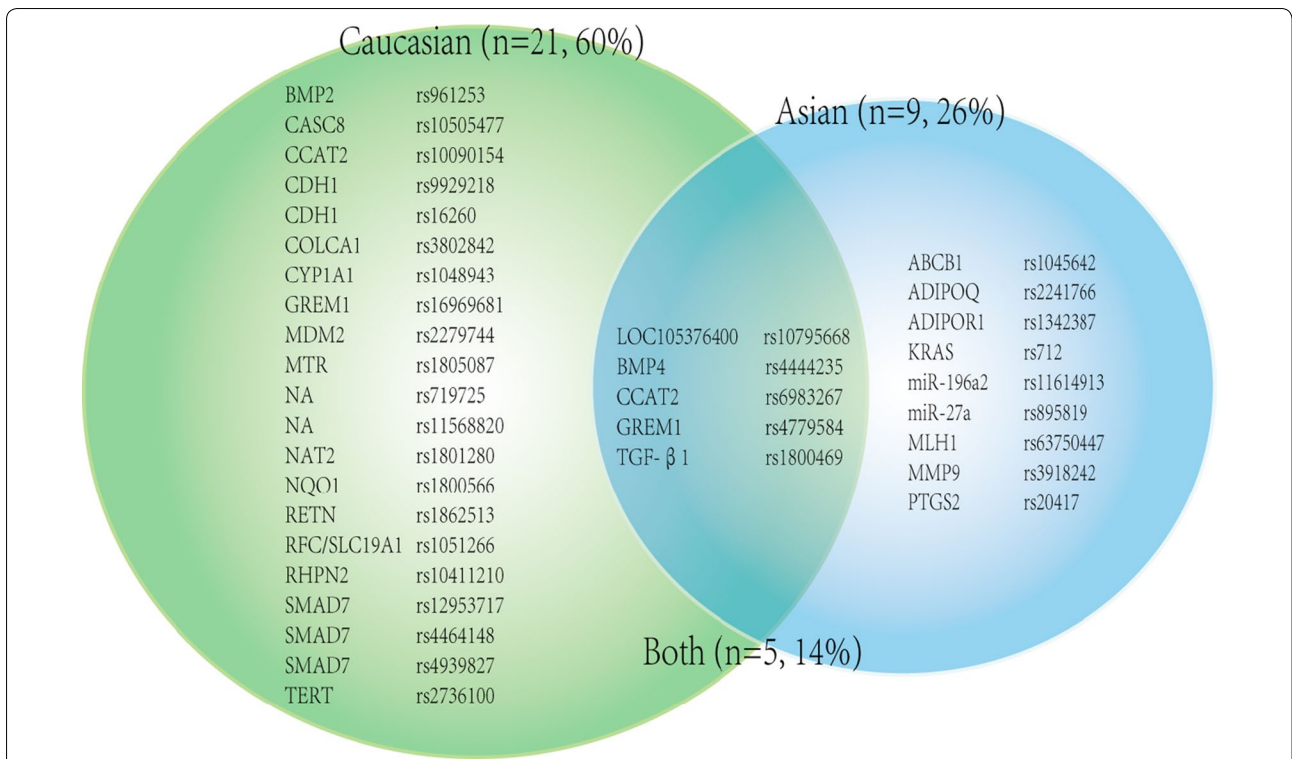 Caucasian (n=21, 60%)
BMP2 rs961253
CASC8 rs10505477
CCAT2 rs10090154
CDH1 rs9929218
CDH1 rs16260
COLCA1 rs3802842
CYP1A1 rs1048943
GREM1 rs16969681
MDM2 rs2279744
MTR rs1805087
NA rs719725
NA rs11568820
NAT2 rs1801280
NQO1 rs1800566
RETN rs1862513
RFC/SLC19A1 rs1051266
RHPN2 rs10411210
SMAD7 rs12953717
SMAD7 rs4464148
SMAD7 rs4939827
TERT rs2736100
LOC105376400 rs10795668
BMP4 rs4444235
CCAT2 rs6983267
GREM1 rs4779584
TGF-β1 rs1800469
Both (n=5, 14%)
Asian (n=9, 26%)
ABCB1 rs1045642
ADIPOQ rs2241766
ADIPOR1 rs1342387
KRAS rs712
miR-196a2 rs11614913
miR-27a rs895819
MLH1 rs63750447
MMP9 rs3918242
PTGS2 rs20417